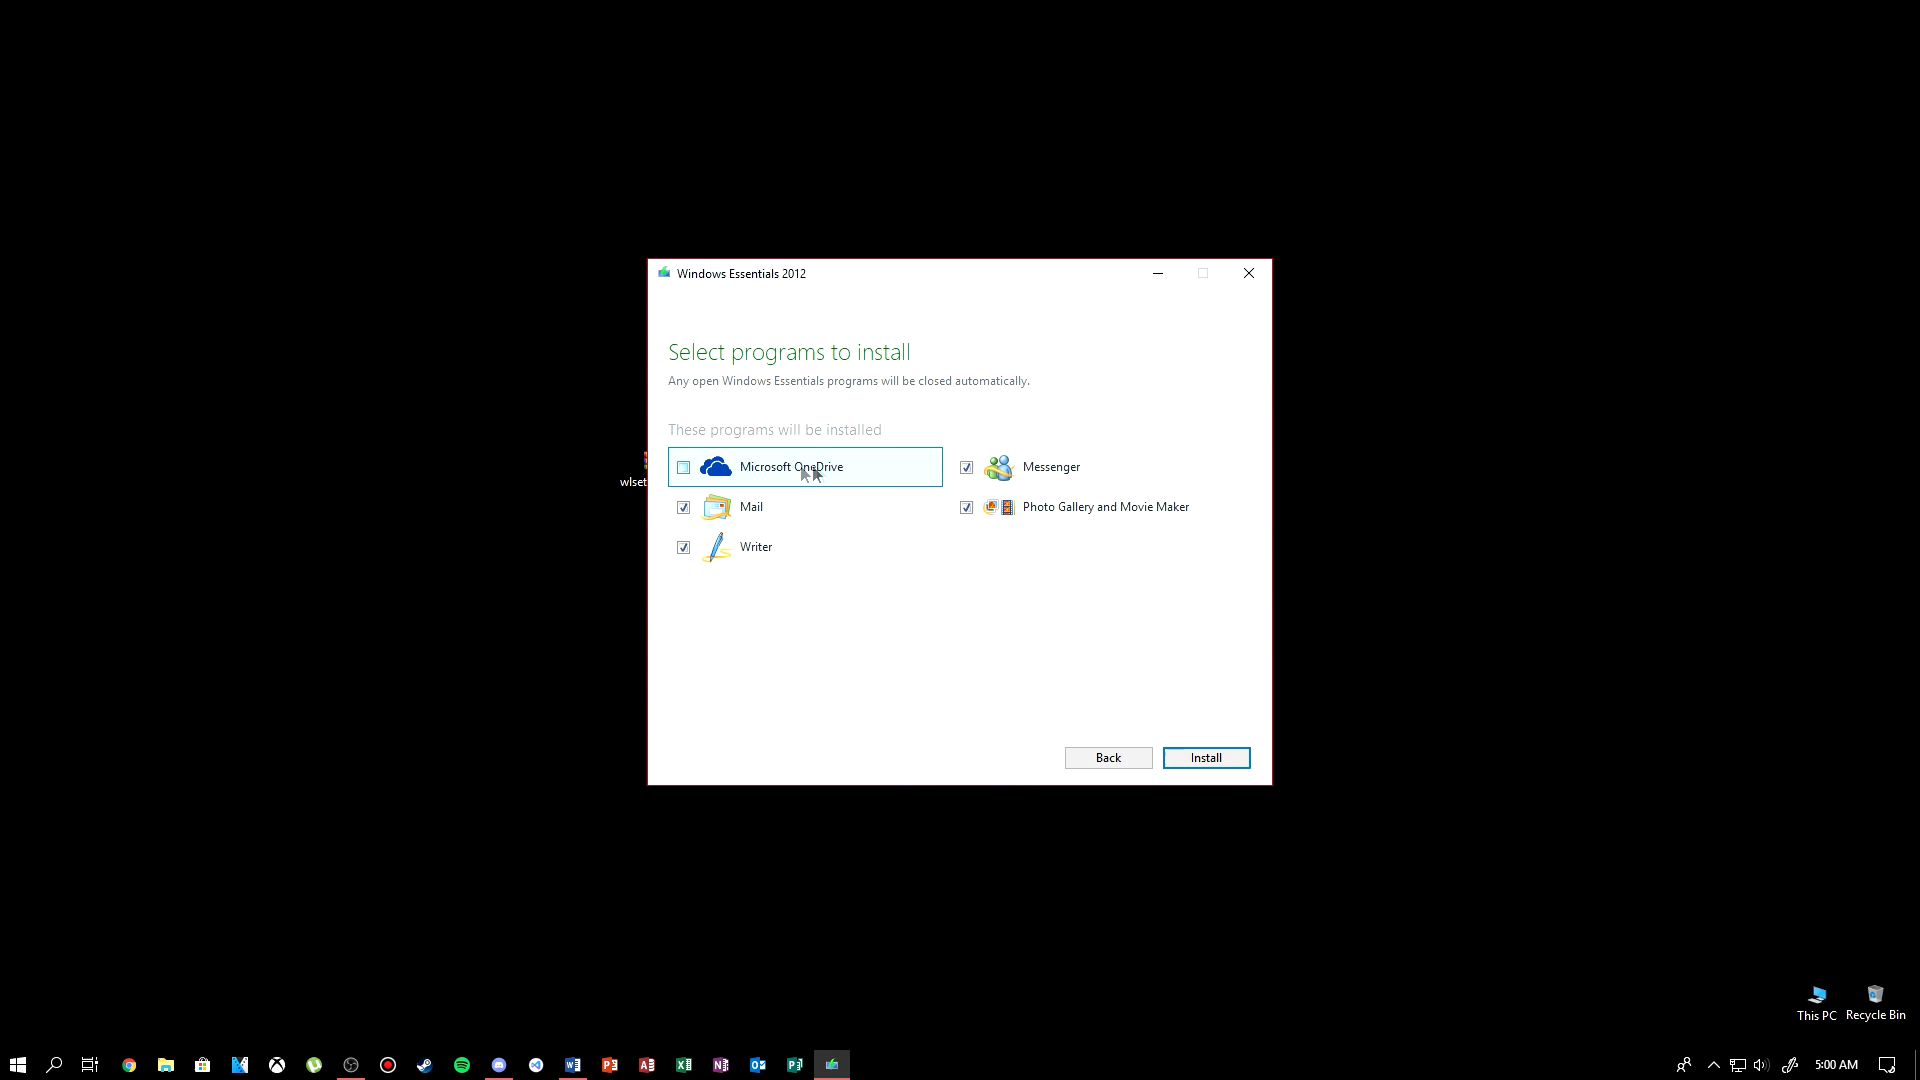 Windows Essentials 2012
Select programs to install
Any open Windows Essentials programs will be closed automatically.
These programs will be installed
Microsoft OneDrive
Messenger
Mail
Photo Gallery and Movie Maker
Writer
wlset
Back
Install
This PC
Recycle Bin
5:00 AM